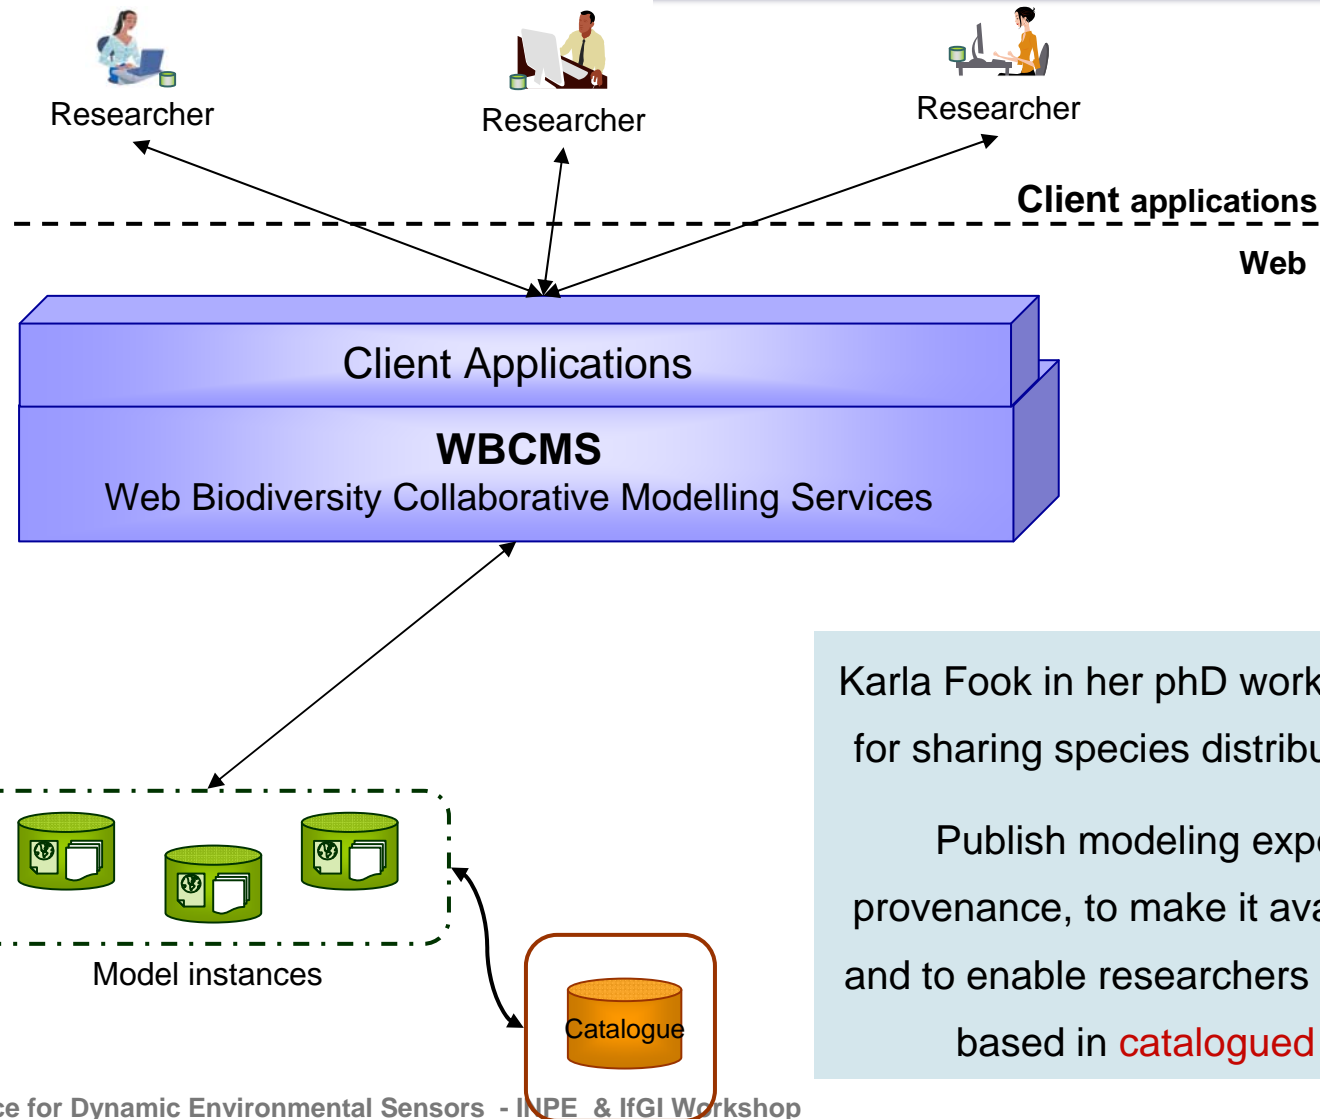 Researcher
Researcher
Researcher
Client applications
Web
Client Applications
WBCMS
Web Biodiversity Collaborative Modelling Services
Karla Fook in her phD work
for sharing species distribu
Publish modeling exp
provenance, to make it ava
and to enable researchers
based in catalogued
Model instances
Catalogue
ce for Dynamic Environmental Sensors - INPE & IfGI Workshop